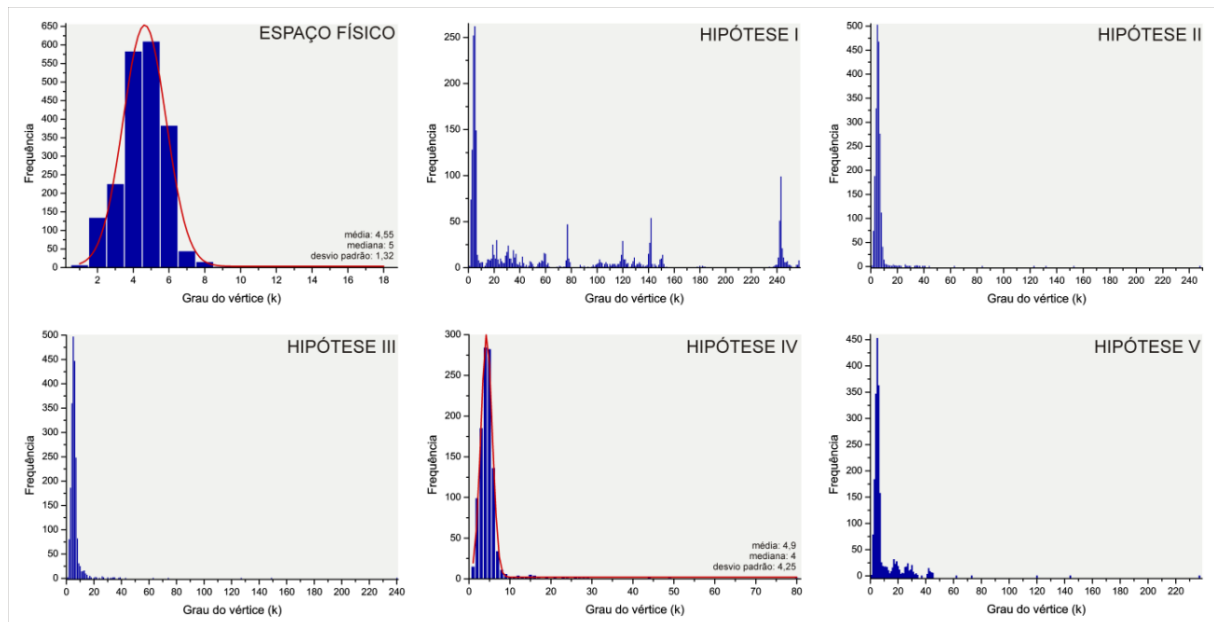 ESPAÇO FÍSICO
650
600
550
500
450
400
350
300
250
200
150
100
50
0
Frequência
média: 4,55
mediana: 5
desvio padrão: 1,32
2 4 6 8 10 12 14 16 18
Grau do vértice (k)
HIPÓTESE I
250
200
150
100
50
0
Frequência
0 20 40 60 80 100 120 140 160 180 200 220 240
Grau do vértice (k)
HIPÓTESE II
500
450
400
350
300
250
200
150
100
50
0
Frequência
0 20 40 60 80 100 120 140 160 180 200 220 240
Grau do vértice (k)
HIPÓTESE III
500
450
400
350
300
250
200
150
100
50
0
Frequência
0 20 40 60 80 100 120 140 160 180 200 220 240
Grau do vértice (k)
HIPÓTESE IV
300
250
200
150
100
50
0
Frequência
média: 4,9
mediana: 4
desvio padrão: 4,25
0 10 20 30 40 50 60 70 80
Grau do vértice (k)
HIPÓTESE V
450
400
350
300
250
200
150
100
50
0
Frequência
0 20 40 60 80 100 120 140 160 180 200 220
Grau do vértice (k)